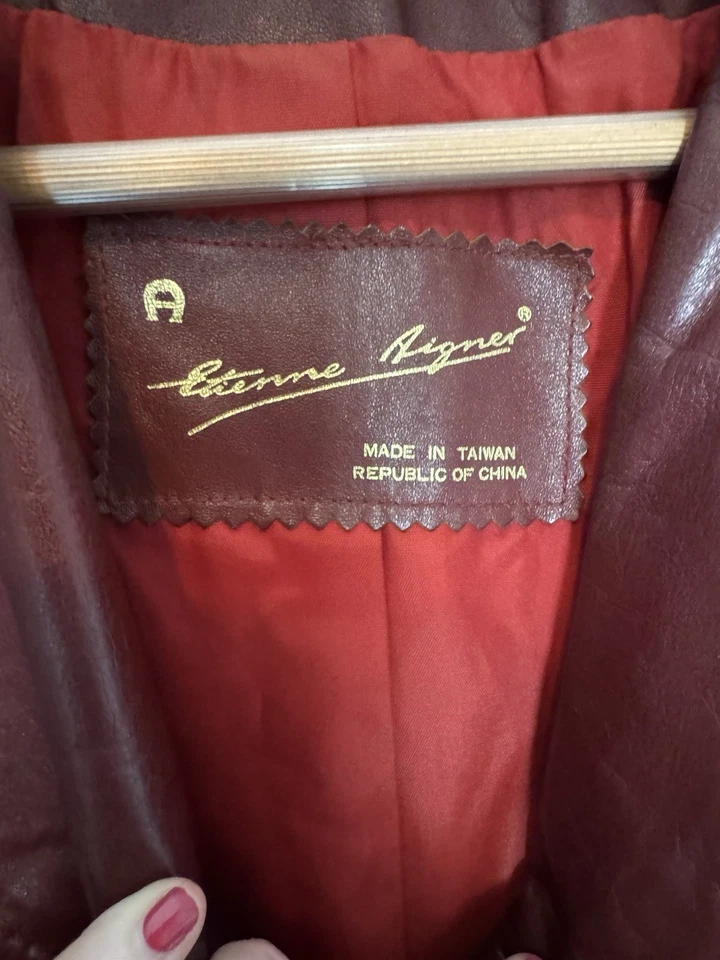 A
Etienne Aigner®
MADE IN TAIWAN
REPUBLIC OF CHINA